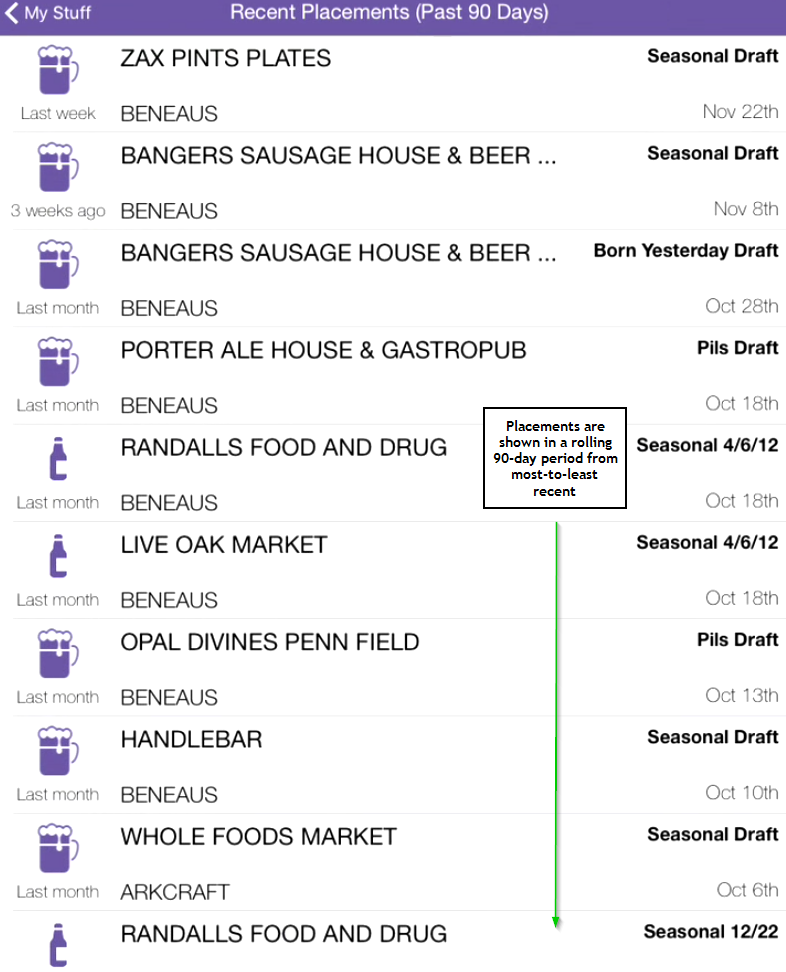 My Stuff
Recent Placements (Past 90 Days)
ZAX PINTS PLATES
Seasonal Draft
Last week
BENEAUS
Nov 22th
BANGERS SAUSAGE HOUSE & BEER ...
Seasonal Draft
3 weeks ago
BENEAUS
Nov 8th
BANGERS SAUSAGE HOUSE & BEER ...
Born Yesterday Draft
Last month
BENEAUS
Oct 28th
PORTER ALE HOUSE & GASTROPUB
Pils Draft
Last month
BENEAUS
Oct 18th
Placements are
shown in a rolling
90-day period from
most-to-least
recent
RANDALLS FOOD AND DRUG
Seasonal 4/6/12
Last month
BENEAUS
Oct 18th
LIVE OAK MARKET
Seasonal 4/6/12
Last month
BENEAUS
Oct 18th
OPAL DIVINES PENN FIELD
Pils Draft
Last month
BENEAUS
Oct 13th
HANDLEBAR
Seasonal Draft
Last month
BENEAUS
Oct 10th
WHOLE FOODS MARKET
Seasonal Draft
Last month
ARKCRAFT
Oct 6th
RANDALLS FOOD AND DRUG
Seasonal 12/22